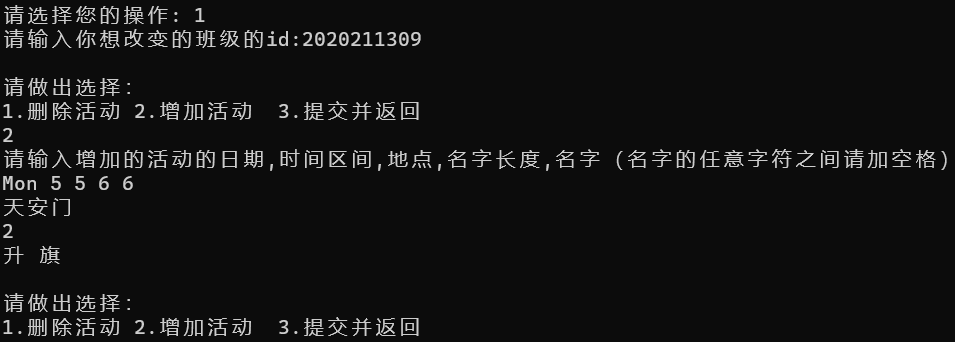 请选择您的操作: 1
请输入你想改变的班级的id:2020211309
请做出选择:
1.删除活动 2.增加活动  3.提交并返回
2
请输入增加的活动的日期,时间区间,地点,名字长度,名字 (名字的任意字符之间请加空格)
Mon 5 5 6 6
天安门
2
升 旗
请做出选择:
1.删除活动 2.增加活动  3.提交并返回